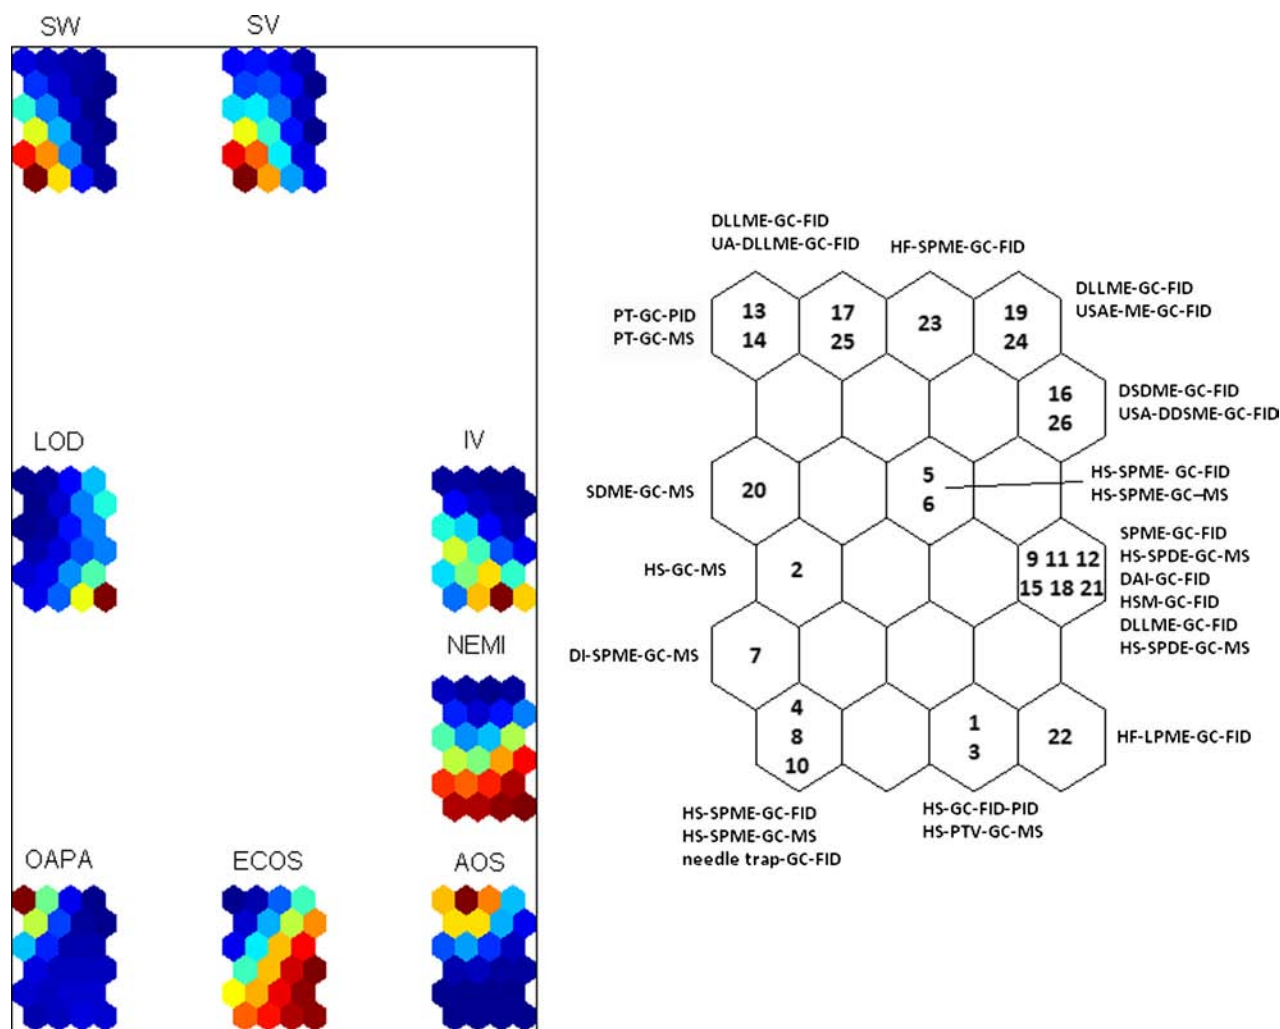 SW
SV
LOD
IV
NEMI
OAPA
ECOS
AOS
DLLME-GC-FID
UA-DLLME-GC-FID
HF-SPME-GC-FID
DLLME-GC-FID
USAE-ME-GC-FID
PT-GC-PID
PT-GC-MS
13
14
17
25
23
19
24
16
26
DSDME-GC-FID
USA-DDSME-GC-FID
SDME-GC-MS
20
5
6
HS-SPME- GC-FID
HS-SPME-GC–MS
HS-GC-MS
2
9 11 12
15 18 21
SPME-GC-FID
HS-SPDE-GC-MS
DAI-GC-FID
HSM-GC-FID
DLLME-GC-FID
HS-SPDE-GC-MS
DI-SPME-GC-MS
7
4
8
10
1
3
22
HF-LPME-GC-FID
HS-SPME-GC-FID
HS-SPME-GC-MS
needle trap-GC-FID
HS-GC-FID-PID
HS-PTV-GC-MS